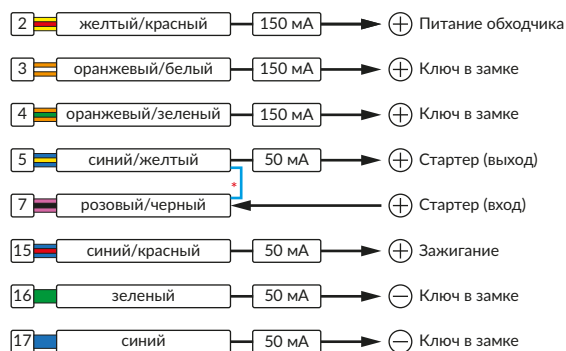 2 желтый/красный 150 мА + Питание обходчика
3 оранжевый/белый 150 мА + Ключ в замке
4 оранжевый/зеленый 150 мА + Ключ в замке
5 синий/желтый 50 мА + Стартер (выход)
*
7 розовый/черный + Стартер (вход)
15 синий/красный 50 мА + Зажигание
16 зеленый 50 мА − Ключ в замке
17 синий 50 мА − Ключ в замке